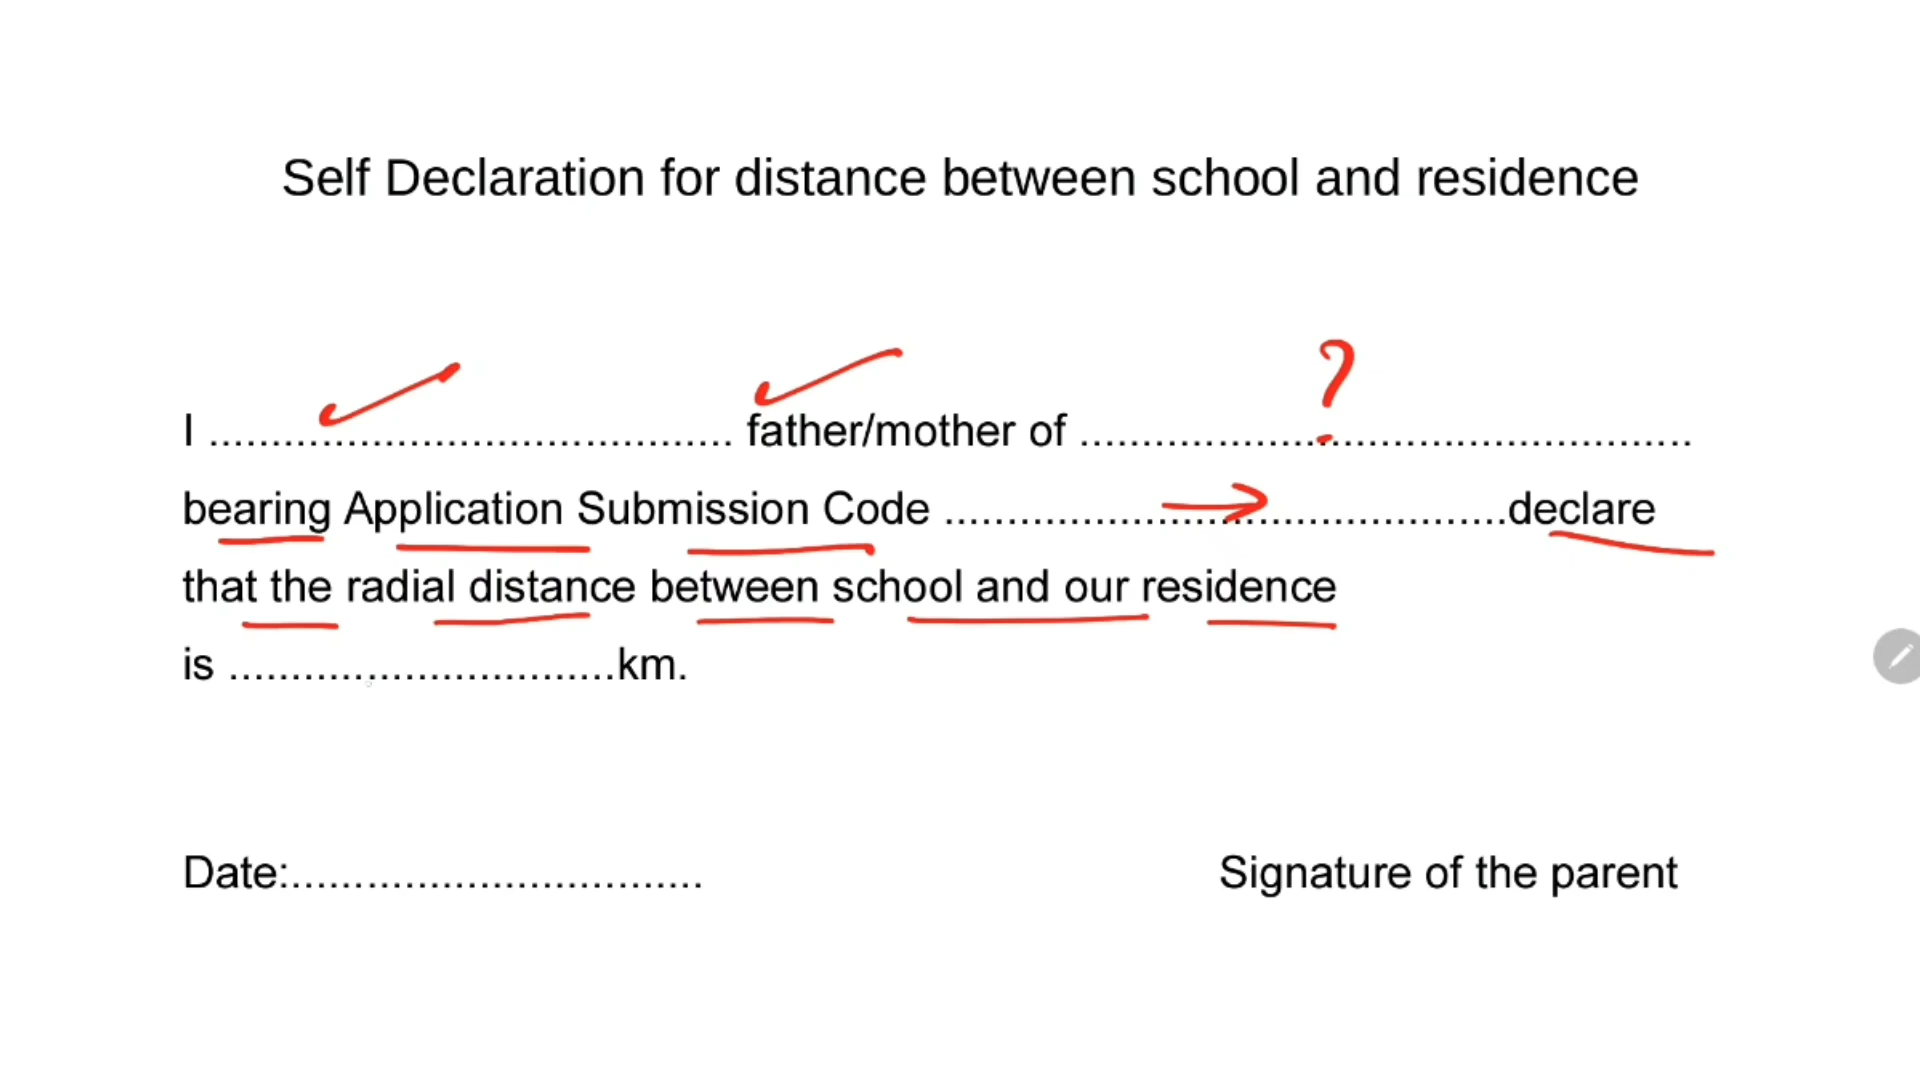 Self Declaration for distance between school and residence
?
I .......................................... father/mother of .................................................
bearing Application Submission Code .............................................declare
that the radial distance between school and our residence
is ...............................km.
Date:................................. Signature of the parent